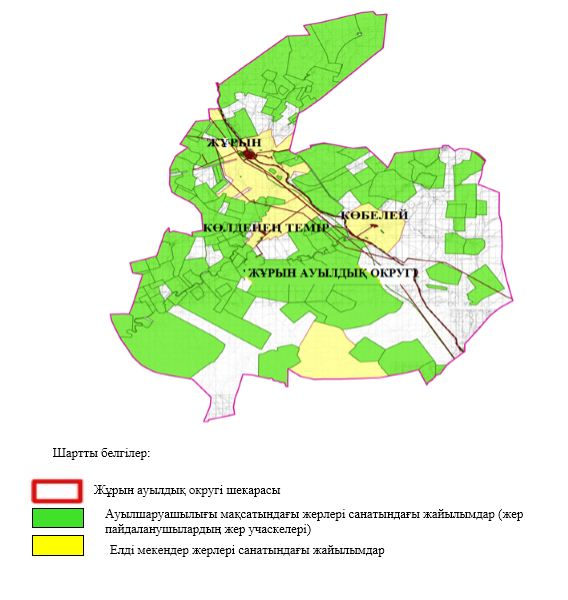 ЖҰРЫН
КӨБЕЛЕЙ
КӨЛДЕНЕҢ ТЕМІР
ЖҰРЫН АУЫЛДЫҚ ОКРУГІ
Шартты белгілер:
Жұрын ауылдық округі шекарасы
Ауылшаруашылығы мақсатындағы жерлері санатындағы жайылымдар (жер
пайдаланушылардың жер учаскелері)
Елді мекендер жерлері санатындағы жайылымдар